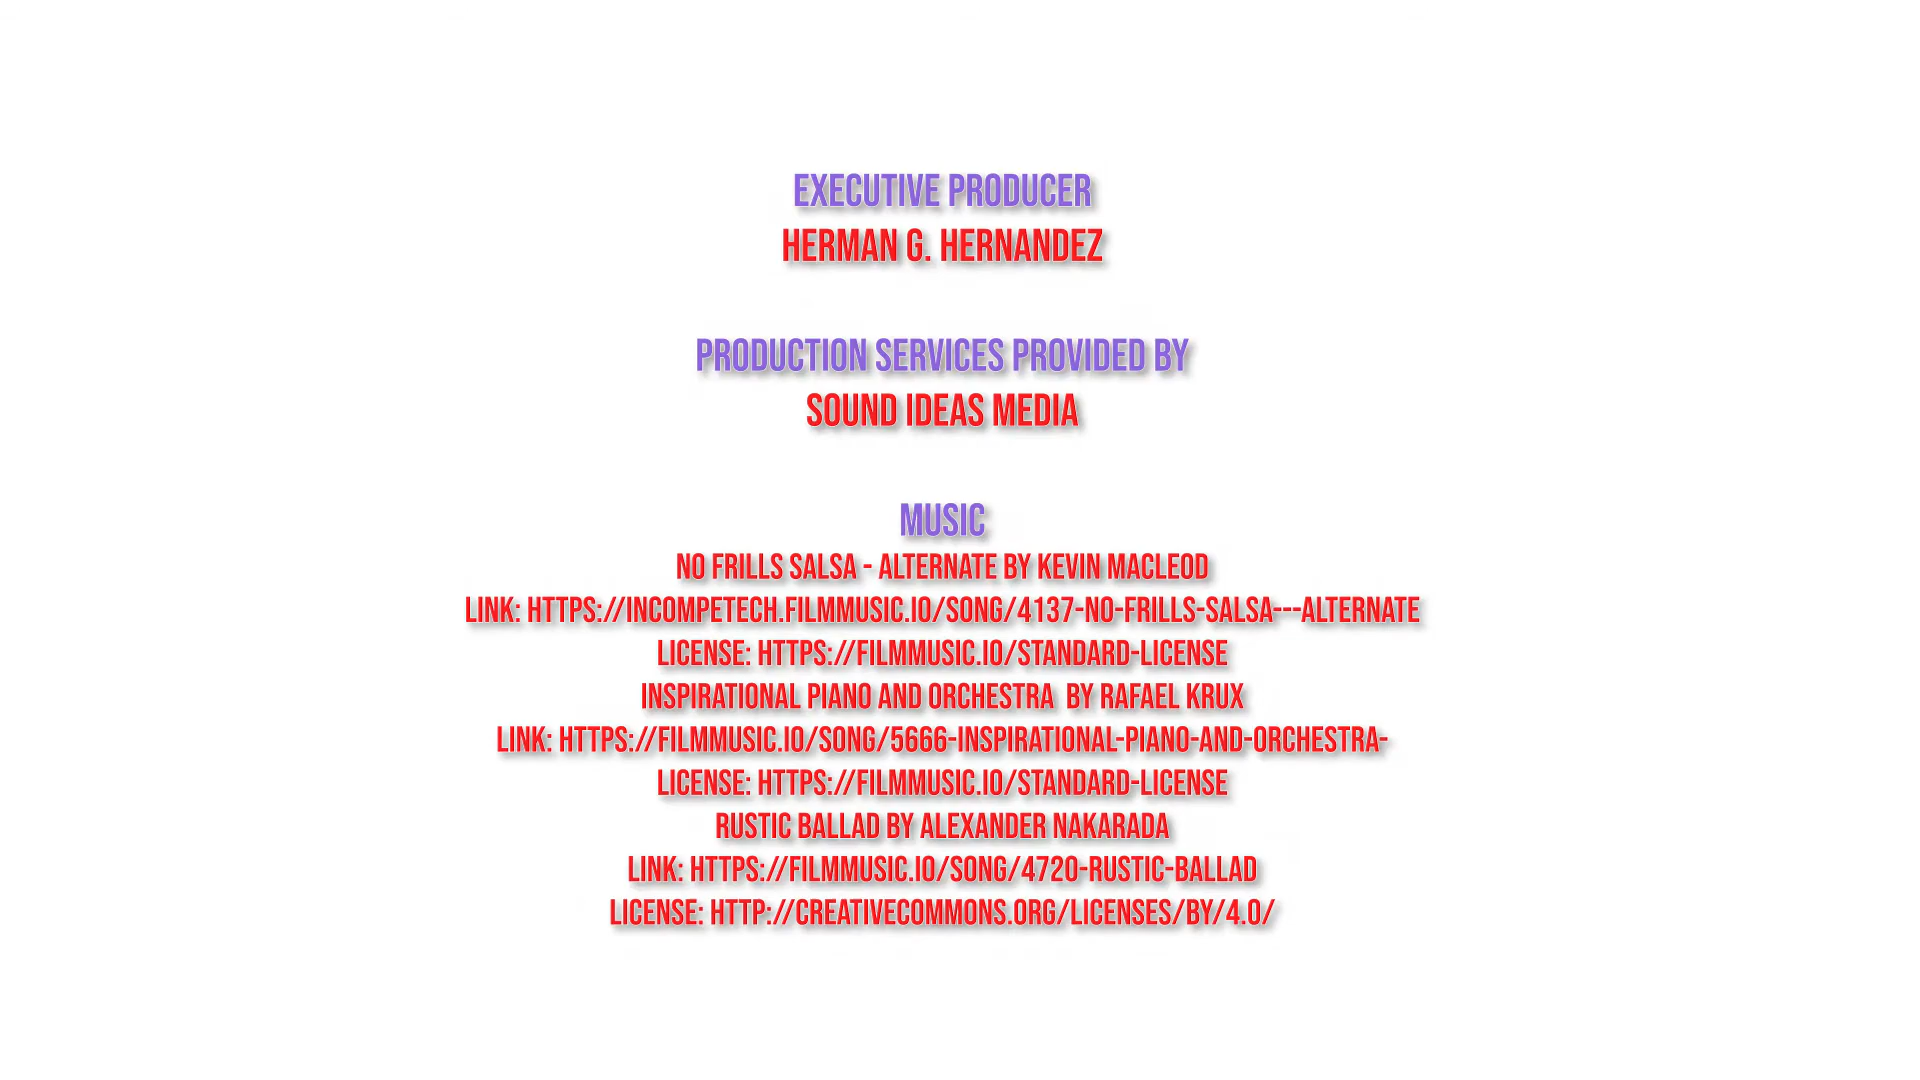 EXECUTIVE PRODUCER
HERMAN G. HERNANDEZ
PRODUCTION SERVICES PROVIDED BY
SOUND IDEAS MEDIA
MUSIC
NO FRILLS SALSA - ALTERNATE BY KEVIN MACLEOD
LINK: HTTPS://INCOMPETECH.FILMMUSIC.IO/SONG/4137-NO-FRILLS-SALSA---ALTERNATE
LICENSE: HTTPS://FILMMUSIC.IO/STANDARD-LICENSE
INSPIRATIONAL PIANO AND ORCHESTRA  BY RAFAEL KRUX
LINK: HTTPS://FILMMUSIC.IO/SONG/5666-INSPIRATIONAL-PIANO-AND-ORCHESTRA-
LICENSE: HTTPS://FILMMUSIC.IO/STANDARD-LICENSE
RUSTIC BALLAD BY ALEXANDER NAKARADA
LINK: HTTPS://FILMMUSIC.IO/SONG/4720-RUSTIC-BALLAD
LICENSE: HTTP://CREATIVECOMMONS.ORG/LICENSES/BY/4.0/